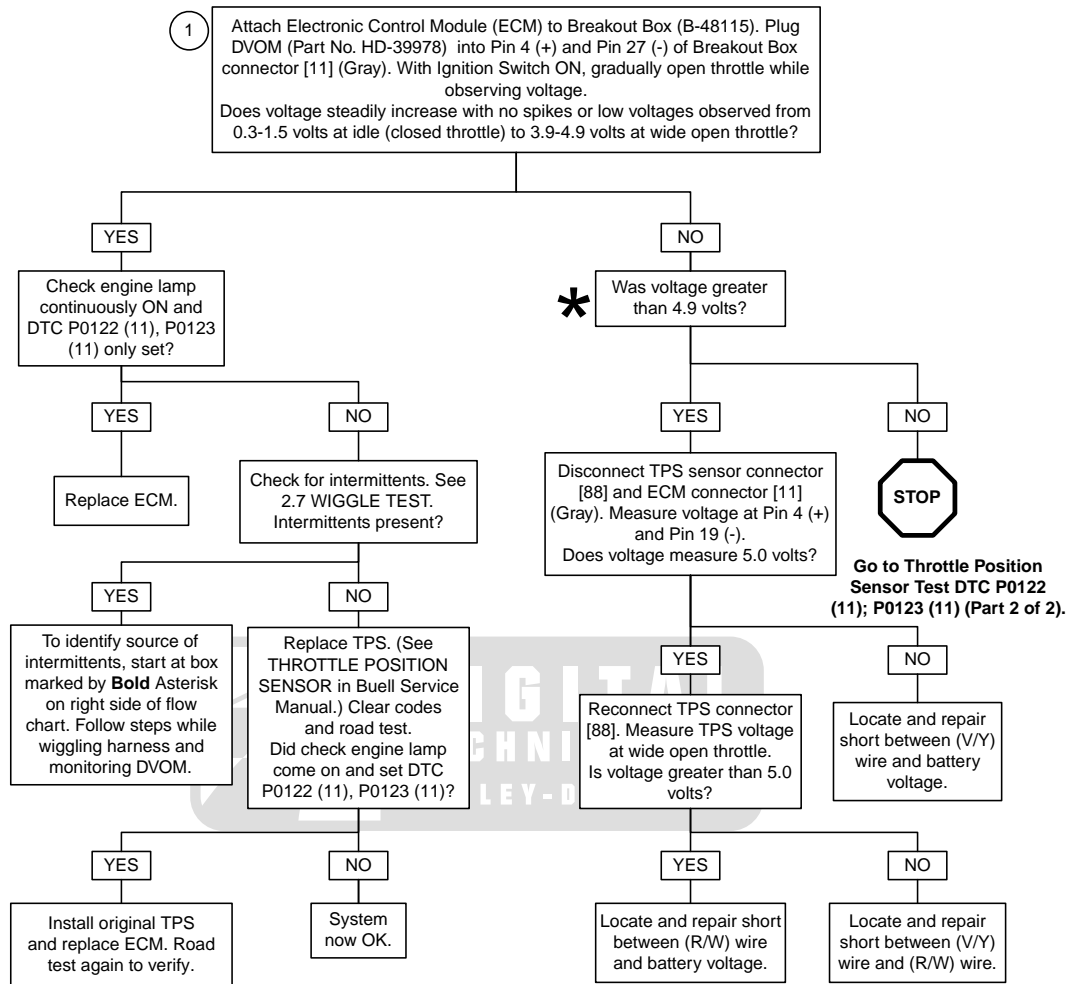 1
Attach Electronic Control Module (ECM) to Breakout Box (B-48115). Plug
DVOM (Part No. HD-39978) into Pin 4 (+) and Pin 27 (-) of Breakout Box
connector [11] (Gray). With Ignition Switch ON, gradually open throttle while
observing voltage.
Does voltage steadily increase with no spikes or low voltages observed from
0.3-1.5 volts at idle (closed throttle) to 3.9-4.9 volts at wide open throttle?
YES
NO
Check engine lamp
continuously ON and
DTC P0122 (11), P0123
(11) only set?
*
Was voltage greater
than 4.9 volts?
YES
NO
YES
NO
Replace ECM.
Check for intermittents. See
2.7 WIGGLE TEST.
Intermittents present?
Disconnect TPS sensor connector
[88] and ECM connector [11]
(Gray). Measure voltage at Pin 4 (+)
and Pin 19 (-).
Does voltage measure 5.0 volts?
STOP
Go to Throttle Position
Sensor Test DTC P0122
(11); P0123 (11) (Part 2 of 2).
YES
NO
YES
NO
To identify source of
intermittents, start at box
marked by Bold Asterisk
on right side of flow
chart. Follow steps while
wiggling harness and
monitoring DVOM.
Replace TPS. (See
THROTTLE POSITION
SENSOR in Buell Service
Manual.) Clear codes
and road test.
Did check engine lamp
come on and set DTC
P0122 (11), P0123 (11)?
Reconnect TPS connector
[88]. Measure TPS voltage
at wide open throttle.
Is voltage greater than 5.0
volts?
Locate and repair
short between (V/Y)
wire and battery
voltage.
YES
NO
YES
NO
Install original TPS
and replace ECM. Road
test again to verify.
System
now OK.
Locate and repair short
between (R/W) wire
and battery voltage.
Locate and repair
short between (V/Y)
wire and (R/W) wire.